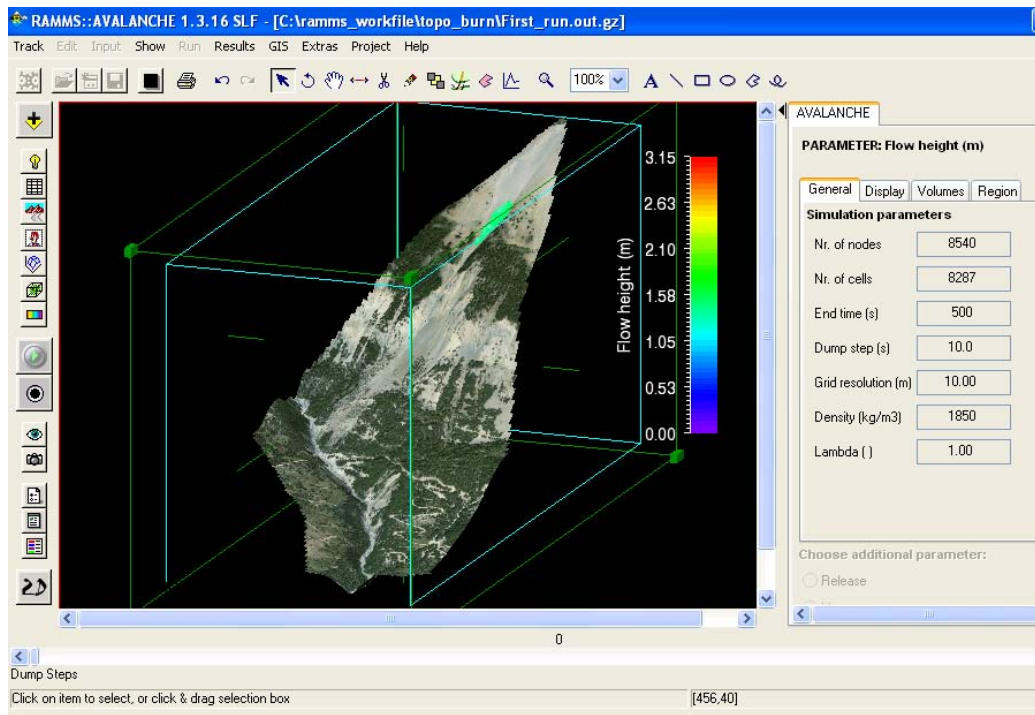 RAMMS::AVALANCHE 1.3.16 SLF - [C:\ramms_workfile\topo_burn\First_run.out.gz]
Track Edit Input Show Run Results GIS Extras Project Help
100% A
AVALANCHE
PARAMETER: Flow height (m)
General Display Volumes Region
Simulation parameters
Nr. of nodes 8540
Nr. of cells 8287
End time (s) 500
Dump step (s) 10.0
Grid resolution (m) 10.00
Density (kg/m3) 1850
Lambda ( ) 1.00
Choose additional parameter:
Release
Flow height (m)
3.15
2.63
2.10
1.58
1.05
0.53
0.00
2D
0
Dump Steps
Click on item to select, or click & drag selection box [456,40]